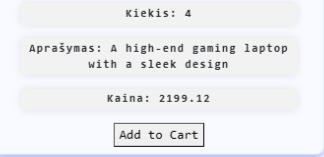 Kiekis: 4
Aprašymas: A high-end gaming laptop
with a sleek design
Kaina: 2199.12
Add to Cart